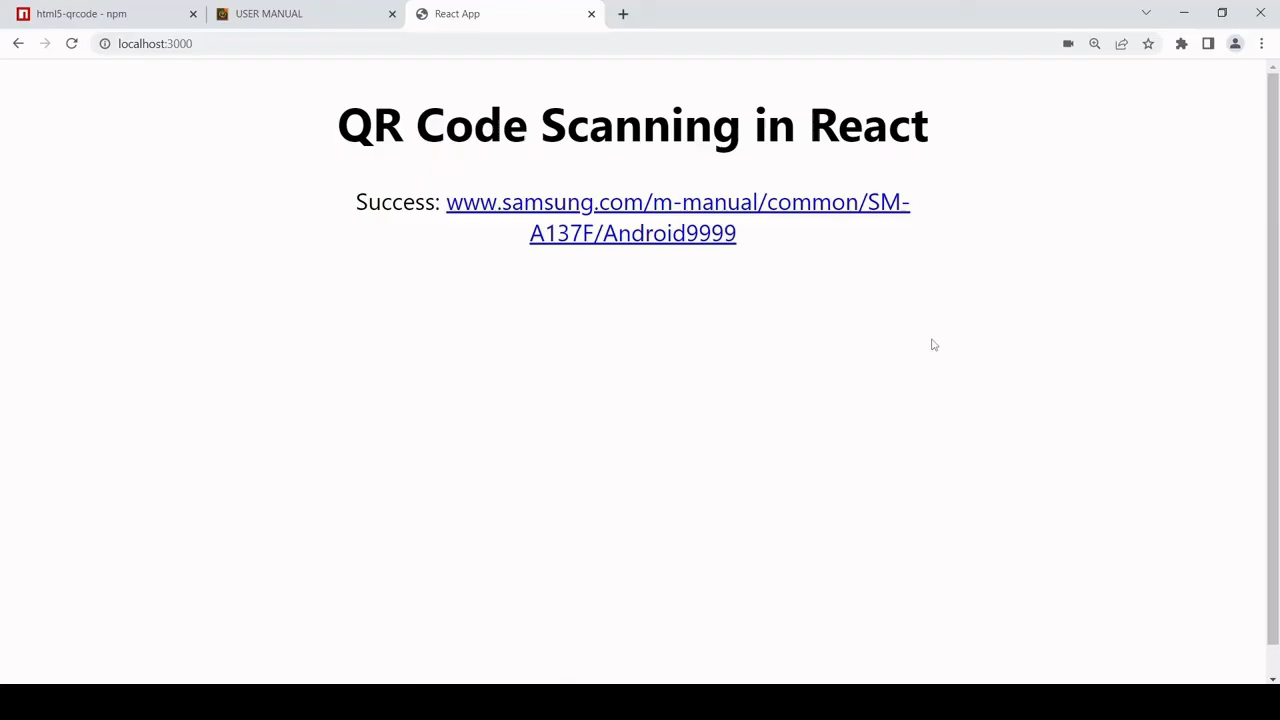 html5-qrcode - npm
USER MANUAL
React App
localhost:3000
QR Code Scanning in React
Success: www.samsung.com/m-manual/common/SM-
A137F/Android9999